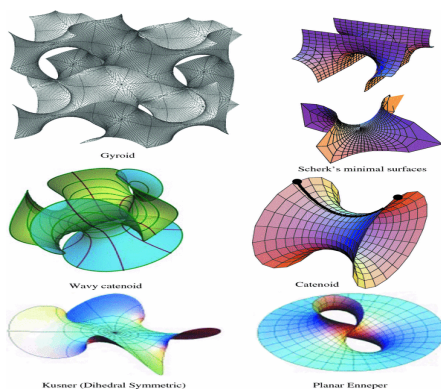 Gyroid
Scherk's minimal surfaces
Wavy catenoid
Catenoid
Kusner (Dihedral Symmetric)
Planar Enneper